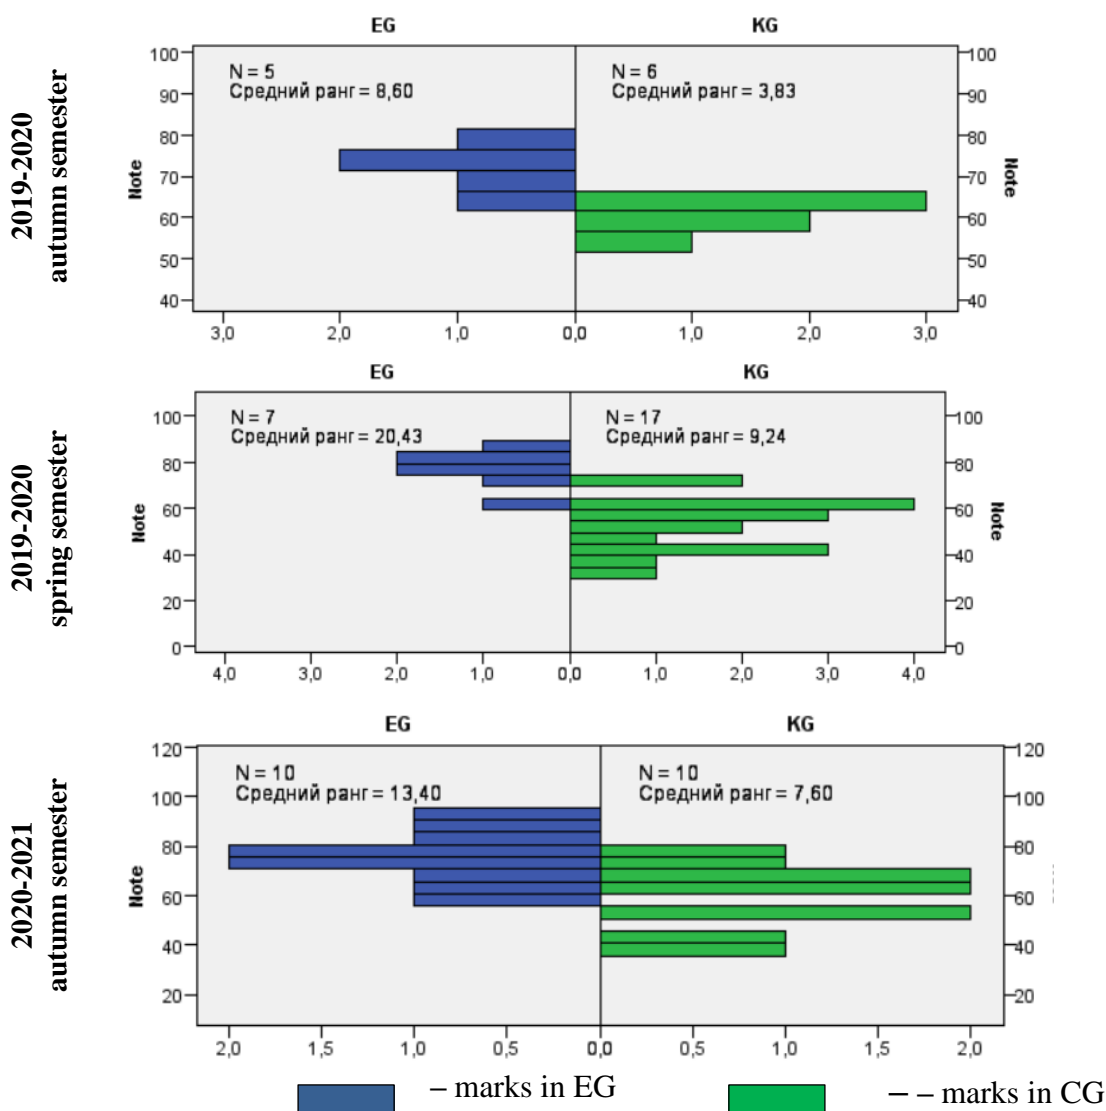 EG KG
2019-2020
autumn semester
Note
100 90 80 70 60 50 40
N = 5
Средний ранг = 8,60
N = 6
Средний ранг = 3,83
100 90 80 70 60 50 40
Note
3,0 2,0 1,0 0,0 1,0 2,0 3,0
EG KG
2019-2020
spring semester
Note
100 80 60 40 20 0
N = 7
Средний ранг = 20,43
N = 17
Средний ранг = 9,24
100 80 60 40 20 0
Note
4,0 3,0 2,0 1,0 0,0 1,0 2,0 3,0 4,0
EG KG
2020-2021
autumn semester
Note
120 100 80 60 40 20
N = 10
Средний ранг = 13,40
N = 10
Средний ранг = 7,60
120 100 80 60 40 20
2,0 1,5 1,0 0,5 0,0 0,5 1,0 1,5 2,0
– marks in EG
– – marks in CG